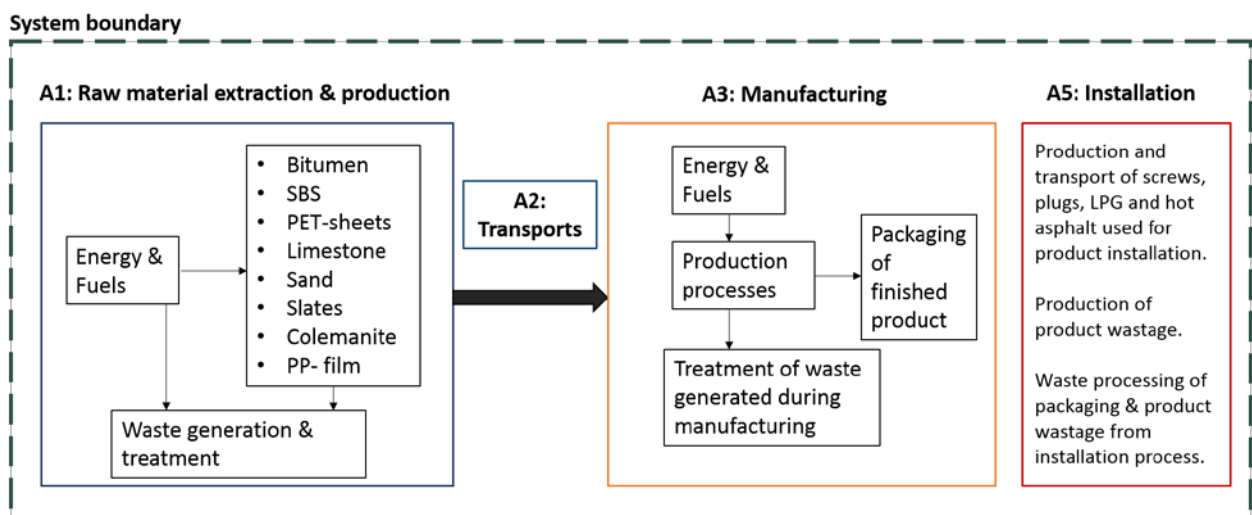 System boundary
A1: Raw material extraction & production
Energy &
Fuels
• Bitumen
• SBS
• PET-sheets
• Limestone
• Sand
• Slates
• Colemanite
• PP- film
Waste generation &
treatment
A2:
Transports
A3: Manufacturing
Energy &
Fuels
Production
processes
Packaging
of
finished
product
Treatment of waste
generated during
manufacturing
A5: Installation
Production and
transport of screws,
plugs, LPG and hot
asphalt used for
product installation.
Production of
product wastage.
Waste processing of
packaging & product
wastage from
installation process.